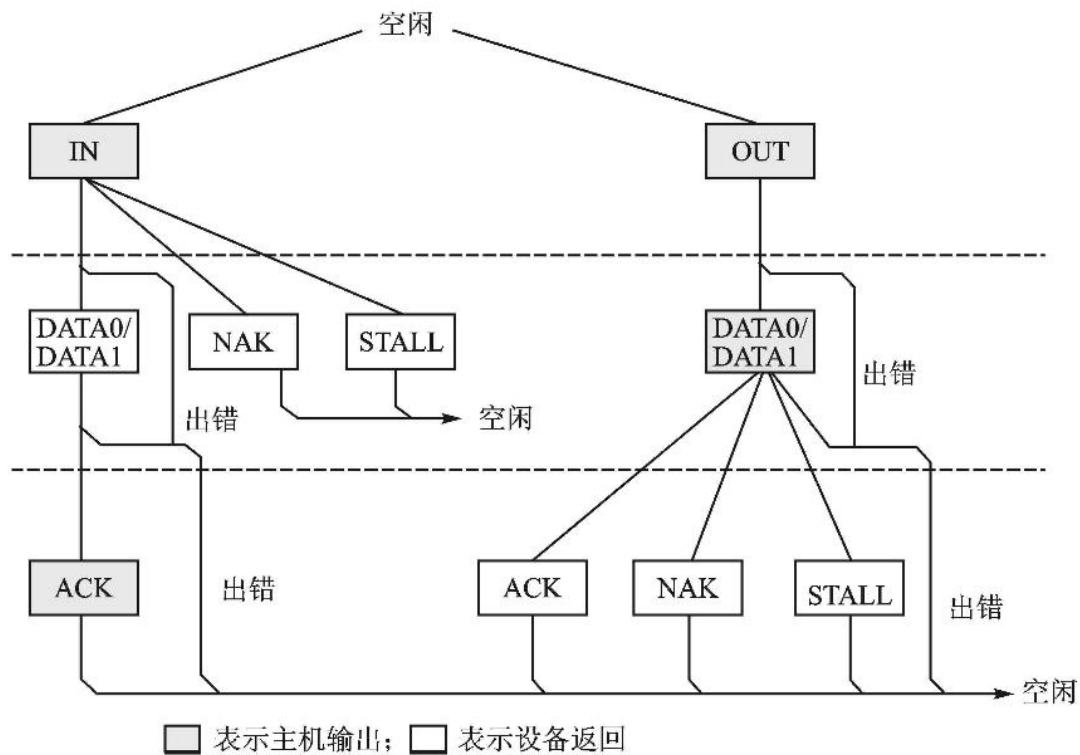 空闲
IN
OUT
DATA0/
DATA1
NAK
STALL
DATA0/
DATA1
出错
出错
空闲
ACK
出错
ACK
NAK
STALL
出错
空闲
表示主机输出； 表示设备返回